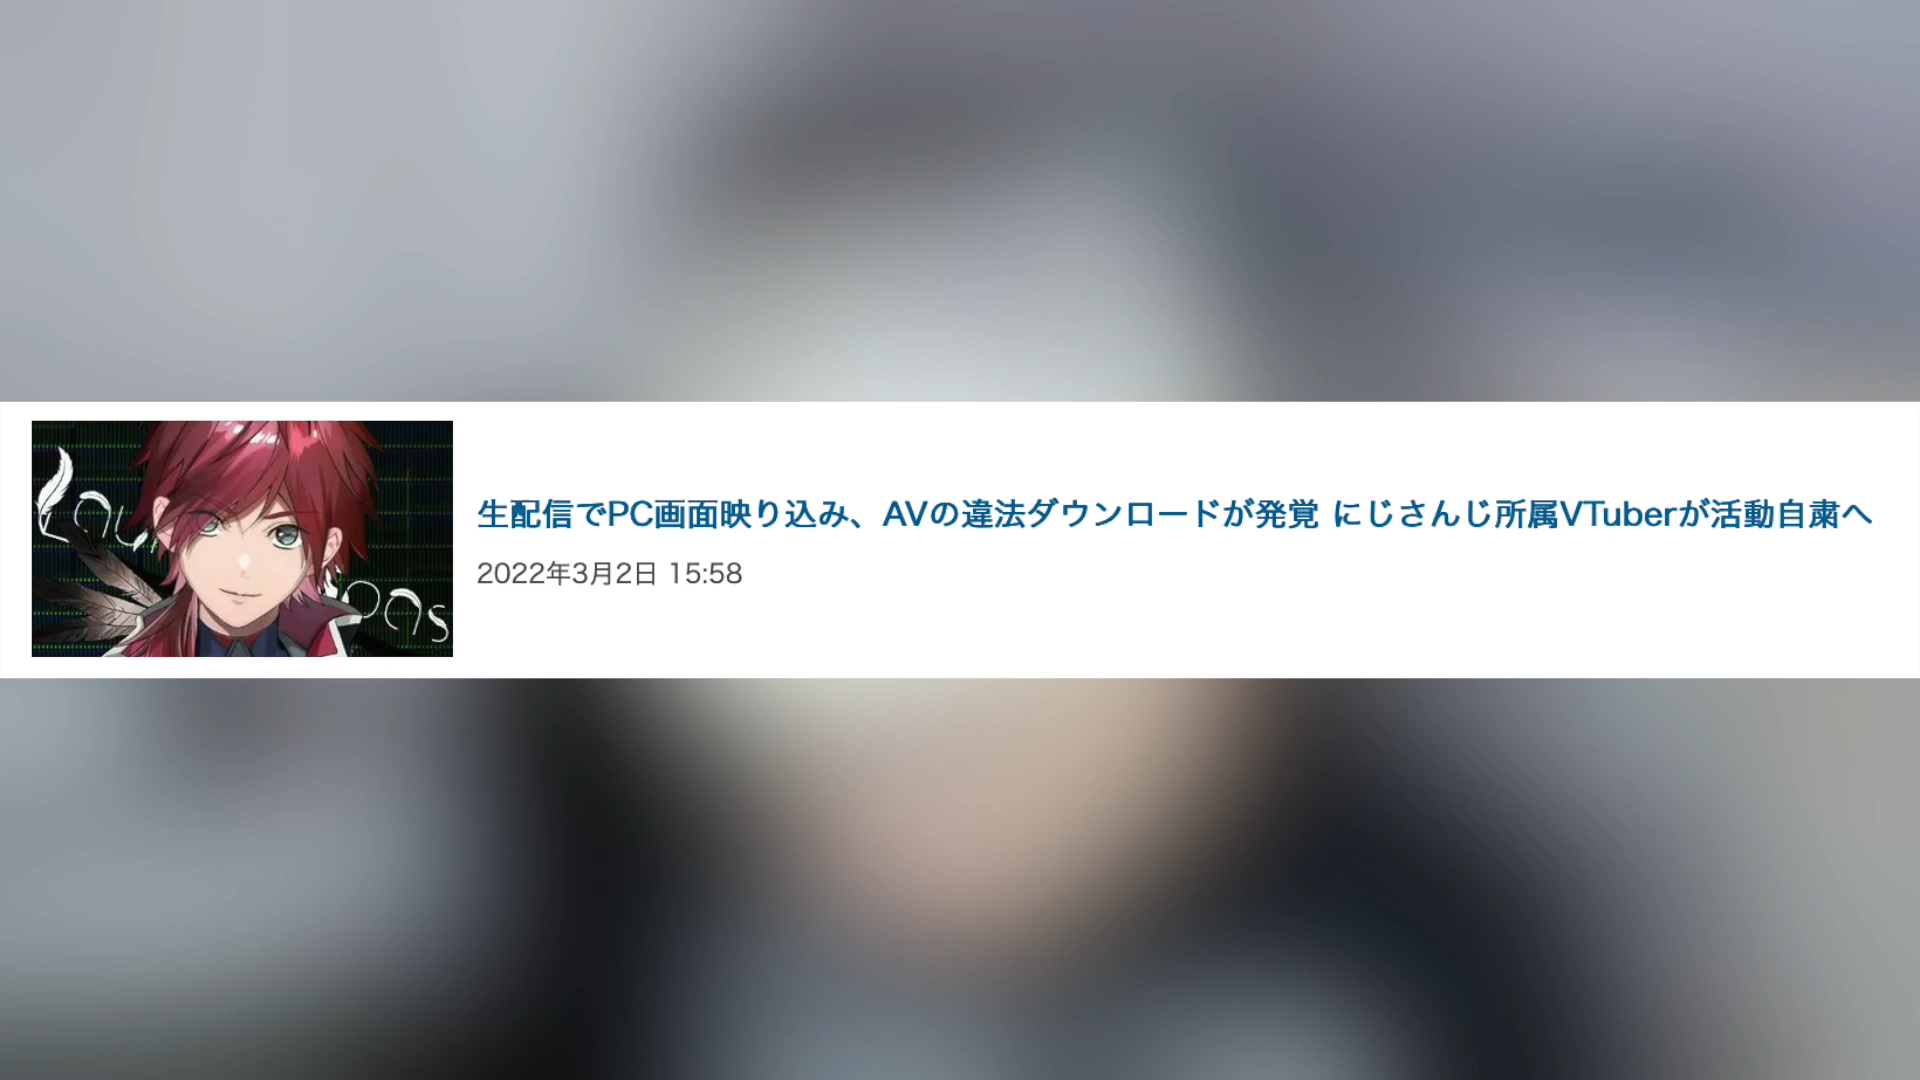 生配信でPC画面映り込み、AVの違法ダウンロードが発覚 にじさんじ所属VTuberが活動自粛へ
2022年3月2日 15:58